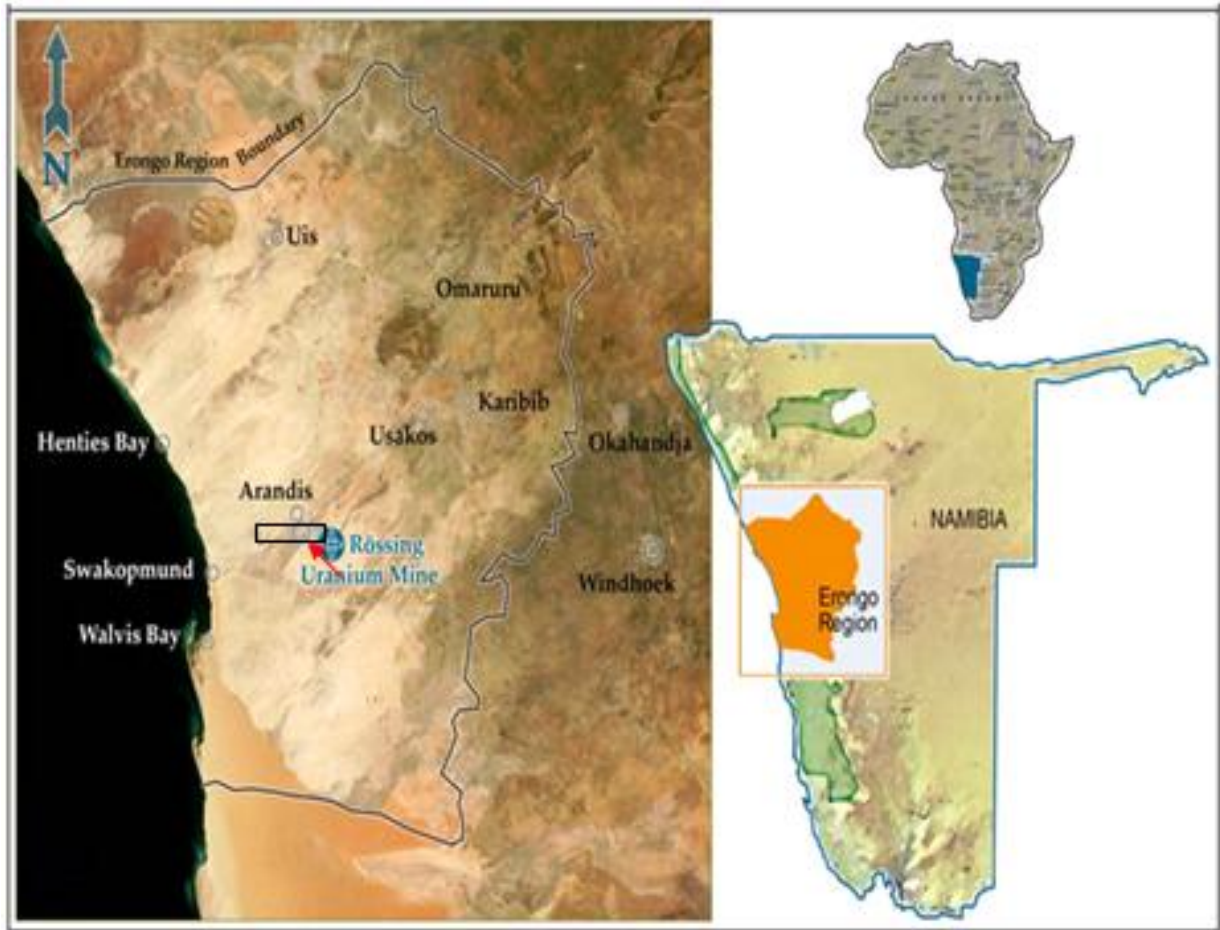 N
Erongo Region Boundary
Uis
Omaruru
Karibib
Usakos
Okahandja
Henties Bay
Arandis
Rössing
Uranium Mine
Swakopmund
Windhoek
Walvis Bay
NAMIBIA
Erongo
Region